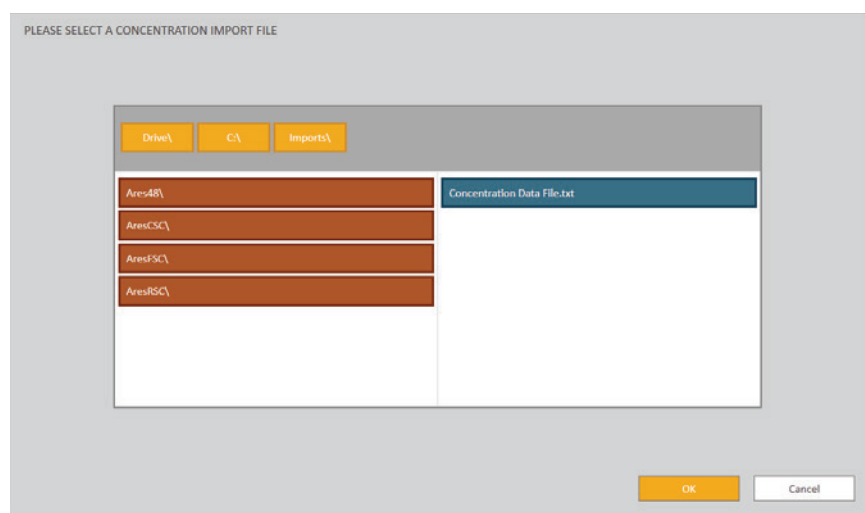 PLEASE SELECT A CONCENTRATION IMPORT FILE
Drive\ C:\ Imports\
Ares48\ Concentration Data File.txt
AresCSC\
AresFSC\
AresRSC\
OK Cancel